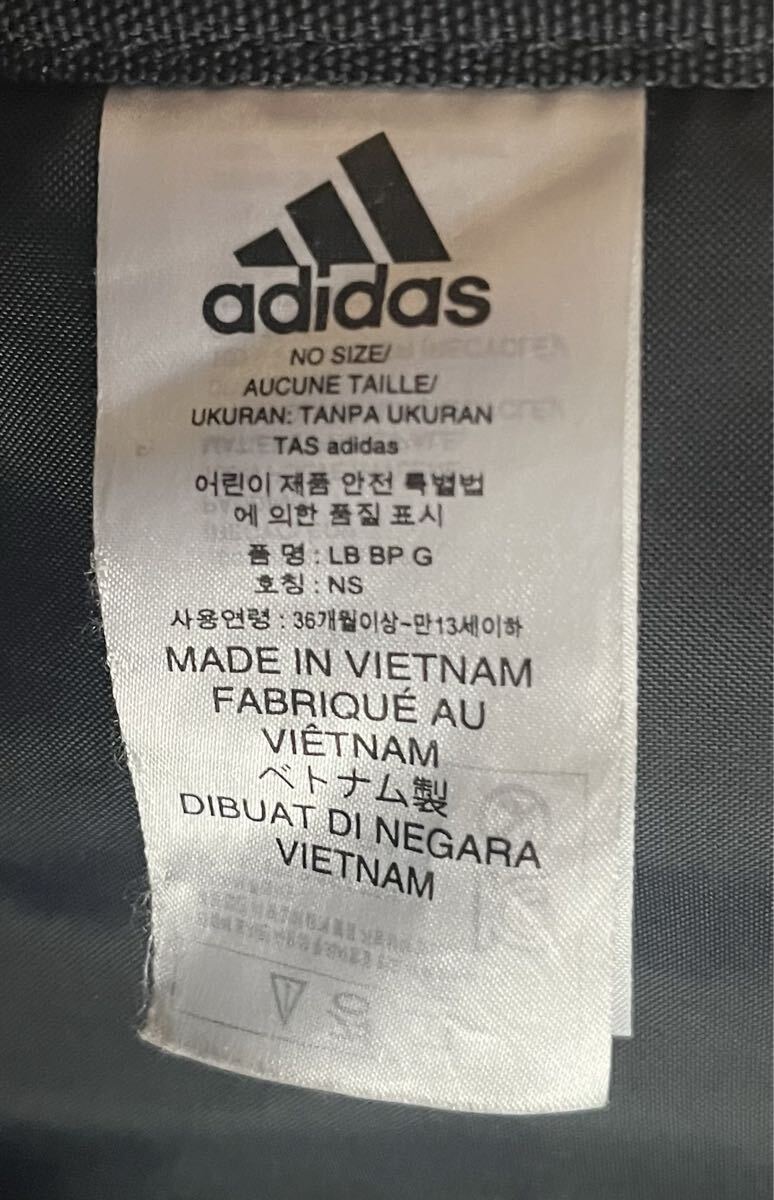 adidas
NO SIZE/
AUCUNE TAILLE/
UKURAN: TANPA UKURAN
TAS adidas
어린이 제품 안전 특별법
에 의한 품질 표시
품 명 : LB BP G
호칭 : NS
사용연령 : 36개월이상~만13세이하
MADE IN VIETNAM
FABRIQUÉ AU
VIÊTNAM
ベトナム製
DIBUAT DI NEGARA
VIETNAM